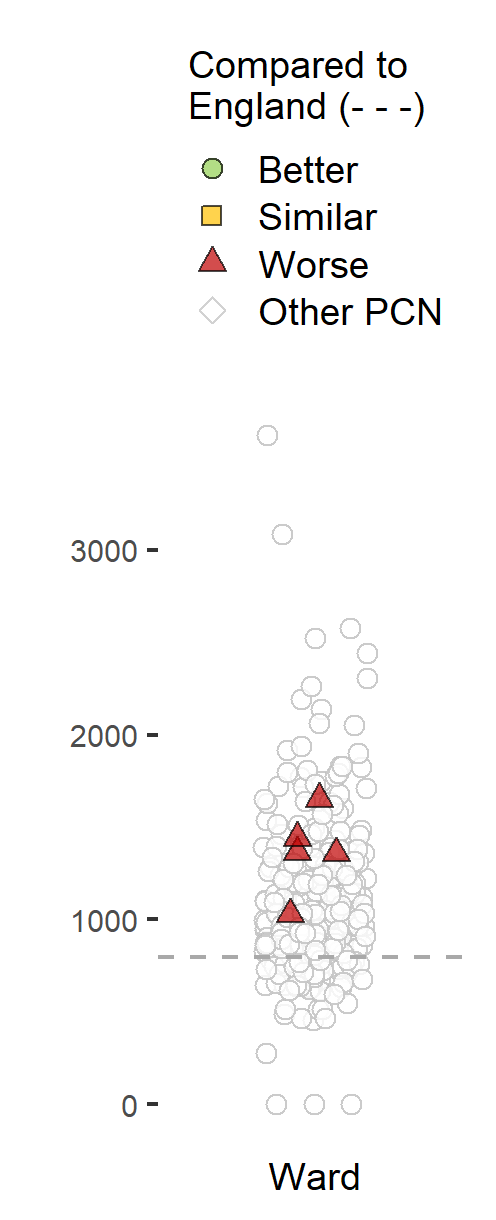 Compared to
England (- - -)
Better
Similar
Worse
Other PCN
3000
2000
1000
0
Ward